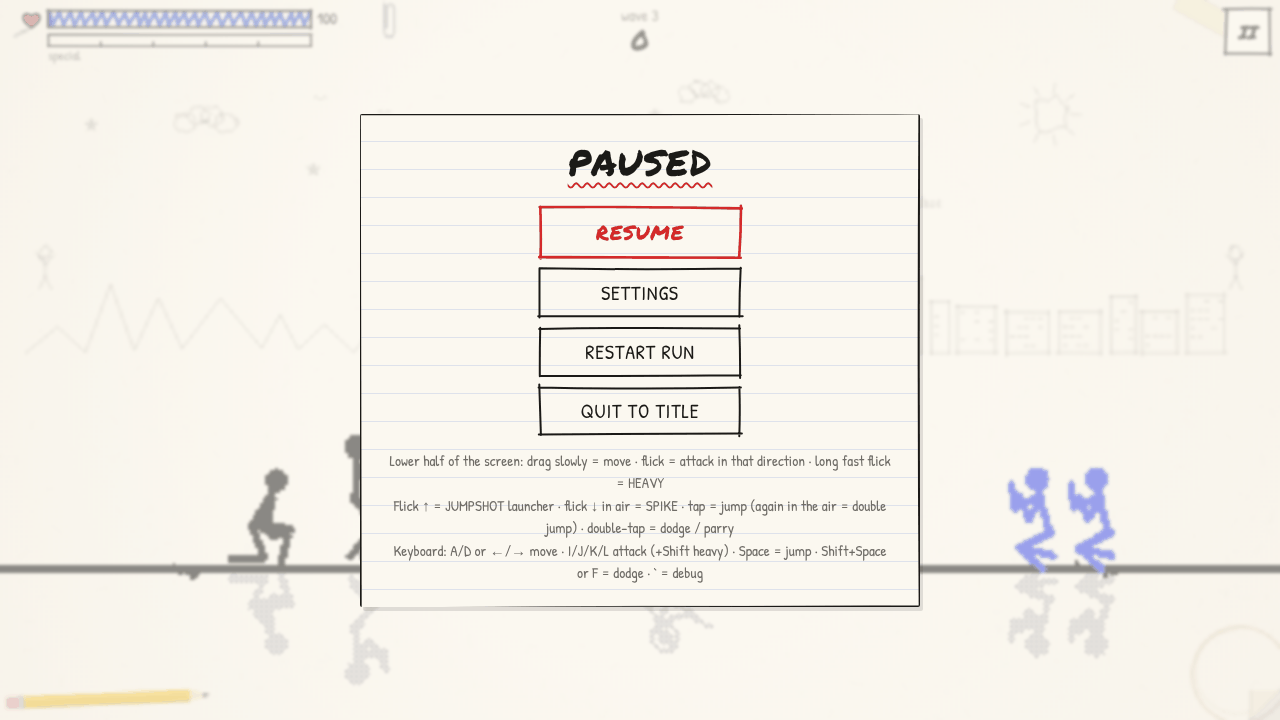 100
wave 3
0
II
special
PAUSED
RESUME
SETTINGS
RESTART RUN
QUIT TO TITLE
Lower half of the screen: drag slowly = move · flick = attack in that direction · long fast flick
= HEAVY
Flick ↑ = JUMPSHOT launcher · flick ↓ in air = SPIKE · tap = jump (again in the air = double
jump) · double-tap = dodge / parry
Keyboard: A/D or ←/→ move · I/J/K/L attack (+Shift heavy) · Space = jump · Shift+Space
or F = dodge · ` = debug